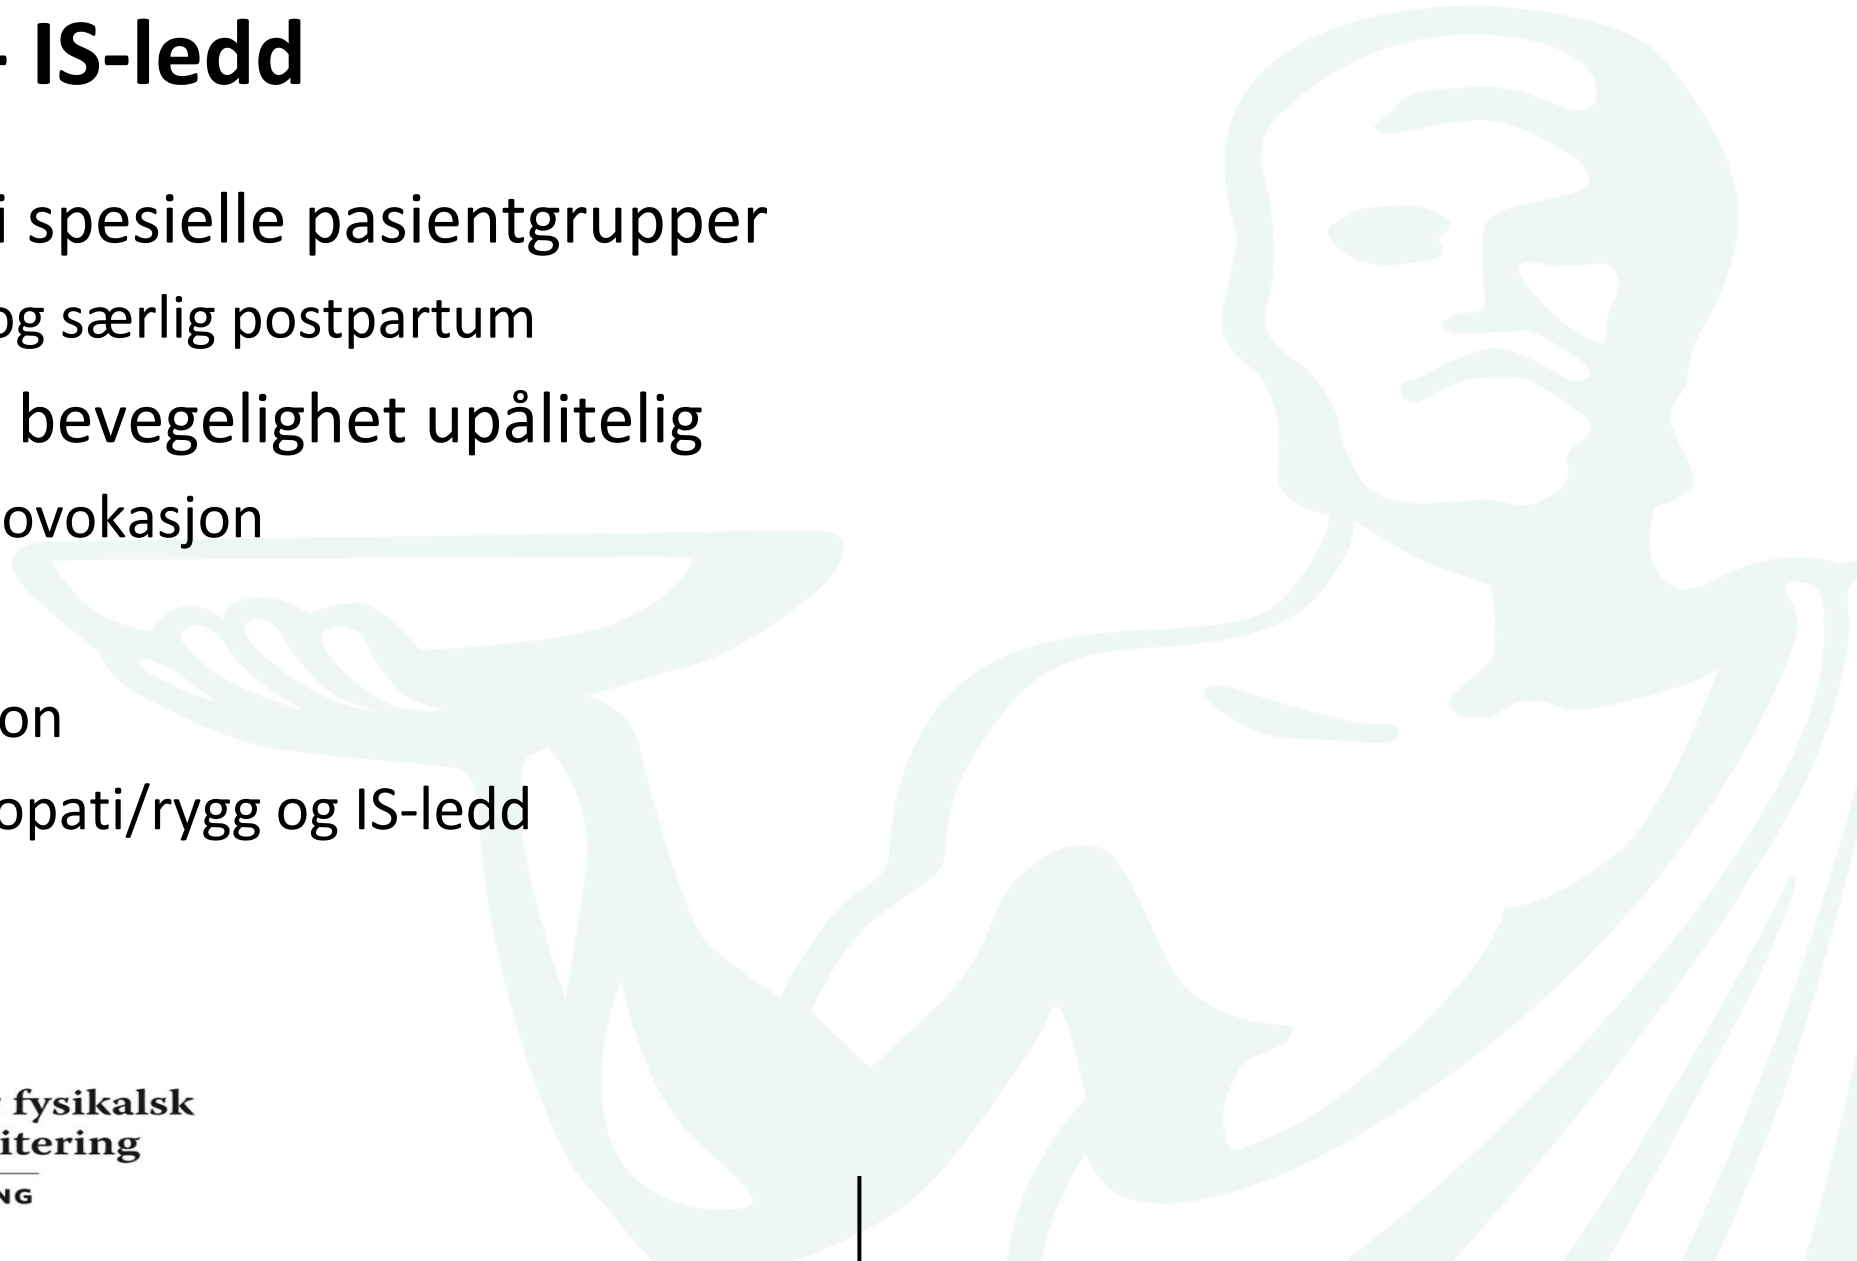 - IS-ledd
i spesielle pasientgrupper
og særlig postpartum
bevegelighet upålitelig
ovokasjon
on
opati/rygg og IS-ledd
fysikalsk
itering
NG